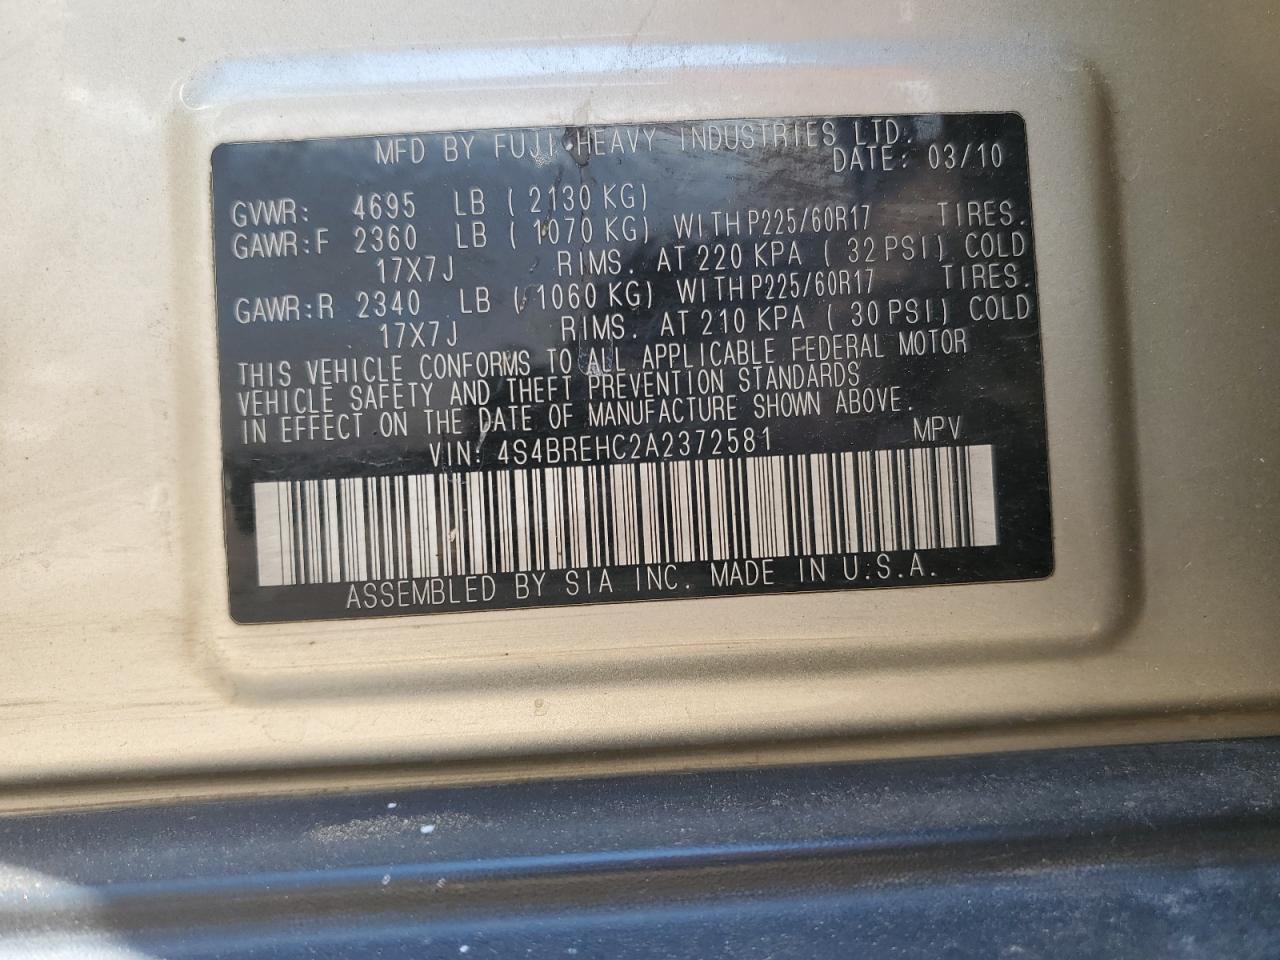 MFD BY FUJI HEAVY INDUSTRIES LTD.
DATE: 03/10
GVWR: 4695 LB ( 2130 KG)
GAWR:F 2360 LB ( 1070 KG) WITH P225/60R17 TIRES.
17X7J RIMS. AT 220 KPA ( 32 PSI) COLD
GAWR:R 2340 LB ( 1060 KG) WITH P225/60R17 TIRES.
17X7J RIMS. AT 210 KPA ( 30 PSI) COLD
THIS VEHICLE CONFORMS TO ALL APPLICABLE FEDERAL MOTOR
VEHICLE SAFETY AND THEFT PREVENTION STANDARDS
IN EFFECT ON THE DATE OF MANUFACTURE SHOWN ABOVE.
VIN: 4S4BREHC2A2372581 MPV
ASSEMBLED BY SIA INC. MADE IN U.S.A.